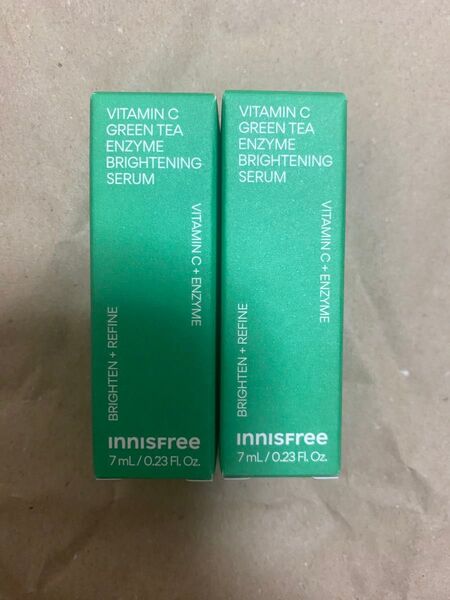 VITAMIN C
GREEN TEA
ENZYME
BRIGHTENING
SERUM
VITAMIN C + ENZYME
BRIGHTEN + REFINE
INNISFREE
7 mL / 0.23 Fl. Oz.
VITAMIN C
GREEN TEA
ENZYME
BRIGHTENING
SERUM
VITAMIN C + ENZYME
BRIGHTEN + REFINE
INNISFREE
7 mL / 0.23 Fl. Oz.